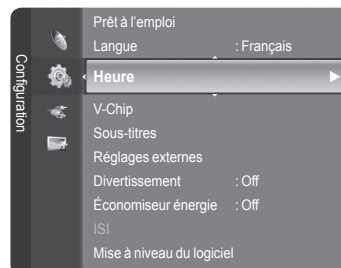 Configuration
Prêt à l'emploi
Langue : Français
Heure
V-Chip
Sous-titres
Réglages externes
Divertissement : Off
Économiseur énergie : Off
ISI
Mise à niveau du logiciel